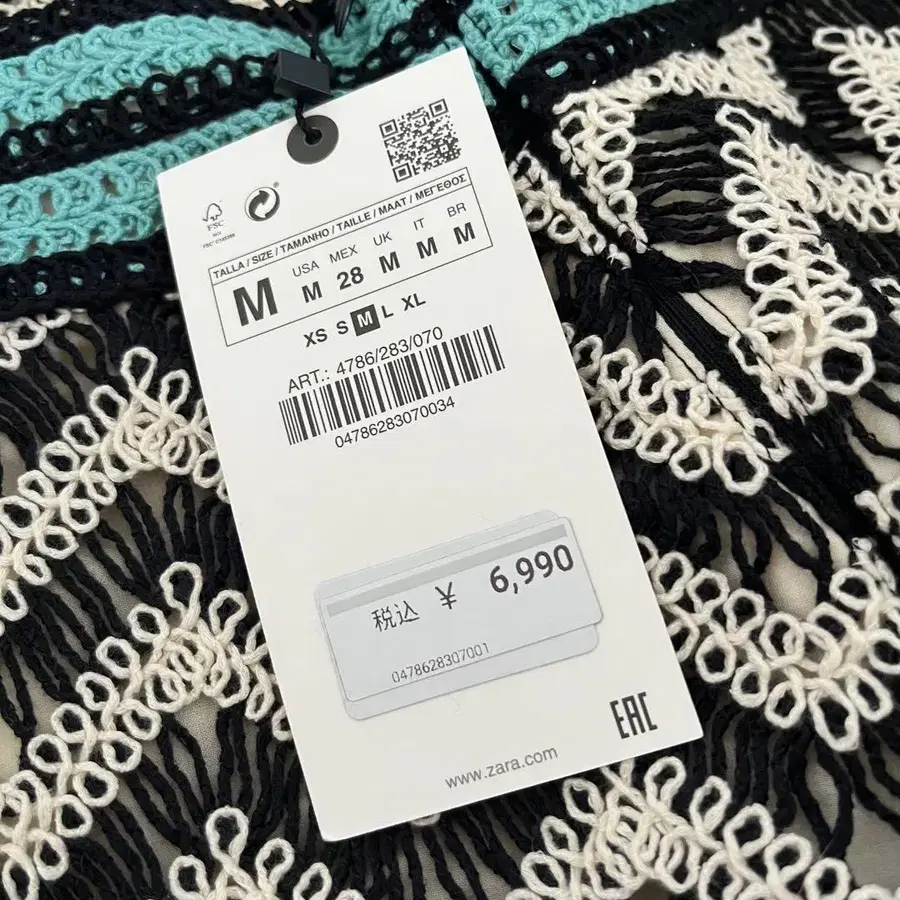 FSC
TALLA / SIZE / TAMANHO / TAILLE / MAAT / ΜΕΓΕΘΟΣ
USA MEX UK IT BR
M M 28 M M M
XS S M L XL
ART.: 4786/283/070
04786283070034
税込 ¥ 6,990
0478628307001
EAC
www.zara.com